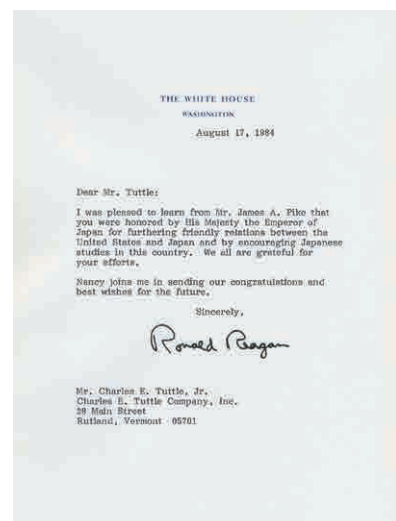 THE WHITE HOUSE
WASHINGTON
August 17, 1984
Dear Mr. Tuttle:
I was pleased to learn from Mr. James A. Pike that
you were honored by His Majesty the Emperor of
Japan for furthering friendly relations between the
United States and Japan and by encouraging Japanese
studies in this country. We all are grateful for
your efforts.
Nancy joins me in sending our congratulations and
best wishes for the future.
Sincerely,
Ronald Reagan
Mr. Charles E. Tuttle, Jr.
Charles E. Tuttle Company, Inc.
28 Main Street
Rutland, Vermont 05701